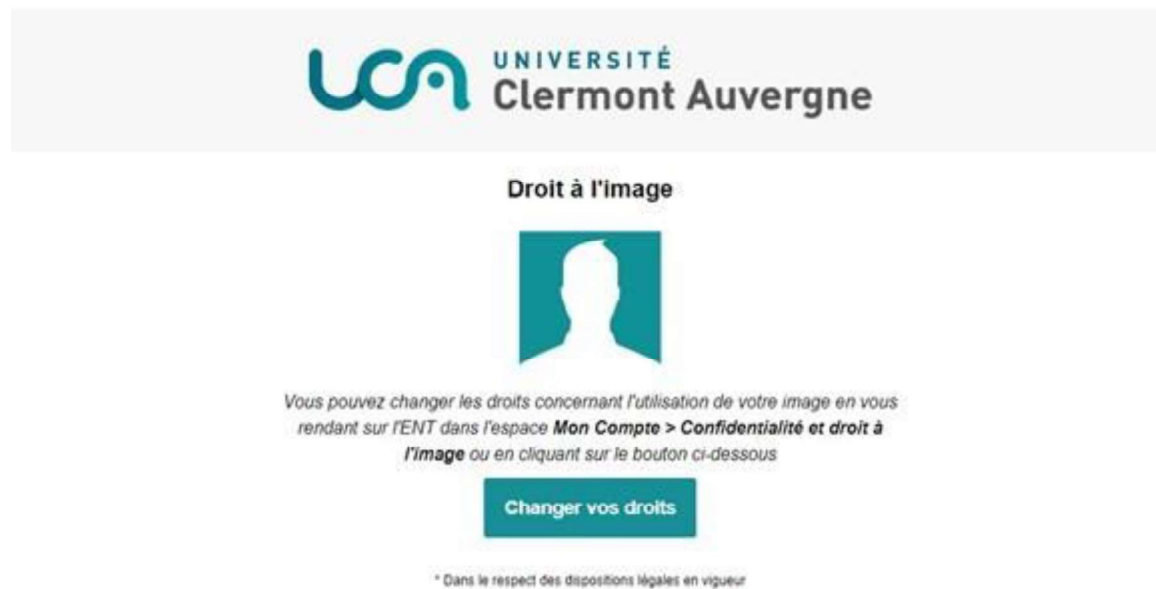 uca UNIVERSITÉ
Clermont Auvergne
Droit à l'image
Vous pouvez changer les droits concernant l'utilisation de votre image en vous
rendant sur l'ENT dans l'espace Mon Compte > Confidentialité et droit à
l'image ou en cliquant sur le bouton ci-dessous
Changer vos droits
* Dans le respect des dispositions légales en vigueur